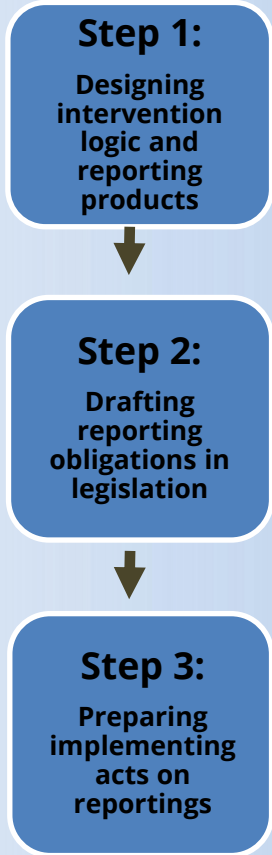 Step 1:
Designing
intervention
logic and
reporting
products
Step 2:
Drafting
reporting
obligations in
legislation
Step 3:
Preparing
implementing
acts on
reportings